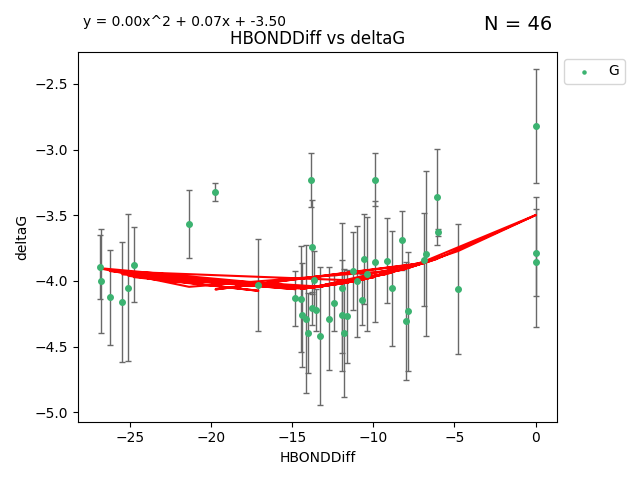 y = 0.00x^2 + 0.07x + -3.50
N = 46
HBONDDiff vs deltaG
G
deltaG
−2.5
−3.0
−3.5
−4.0
−4.5
−5.0
−25
−20
−15
−10
−5
0
HBONDDiff